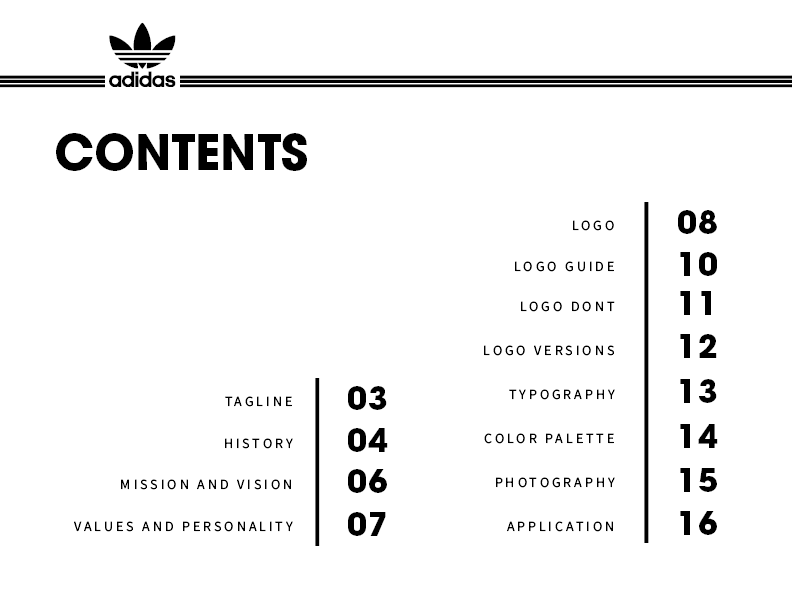 adidas
CONTENTS
TAGLINE 03
HISTORY 04
MISSION AND VISION 06
VALUES AND PERSONALITY 07
LOGO 08
LOGO GUIDE 10
LOGO DONT 11
LOGO VERSIONS 12
TYPOGRAPHY 13
COLOR PALETTE 14
PHOTOGRAPHY 15
APPLICATION 16